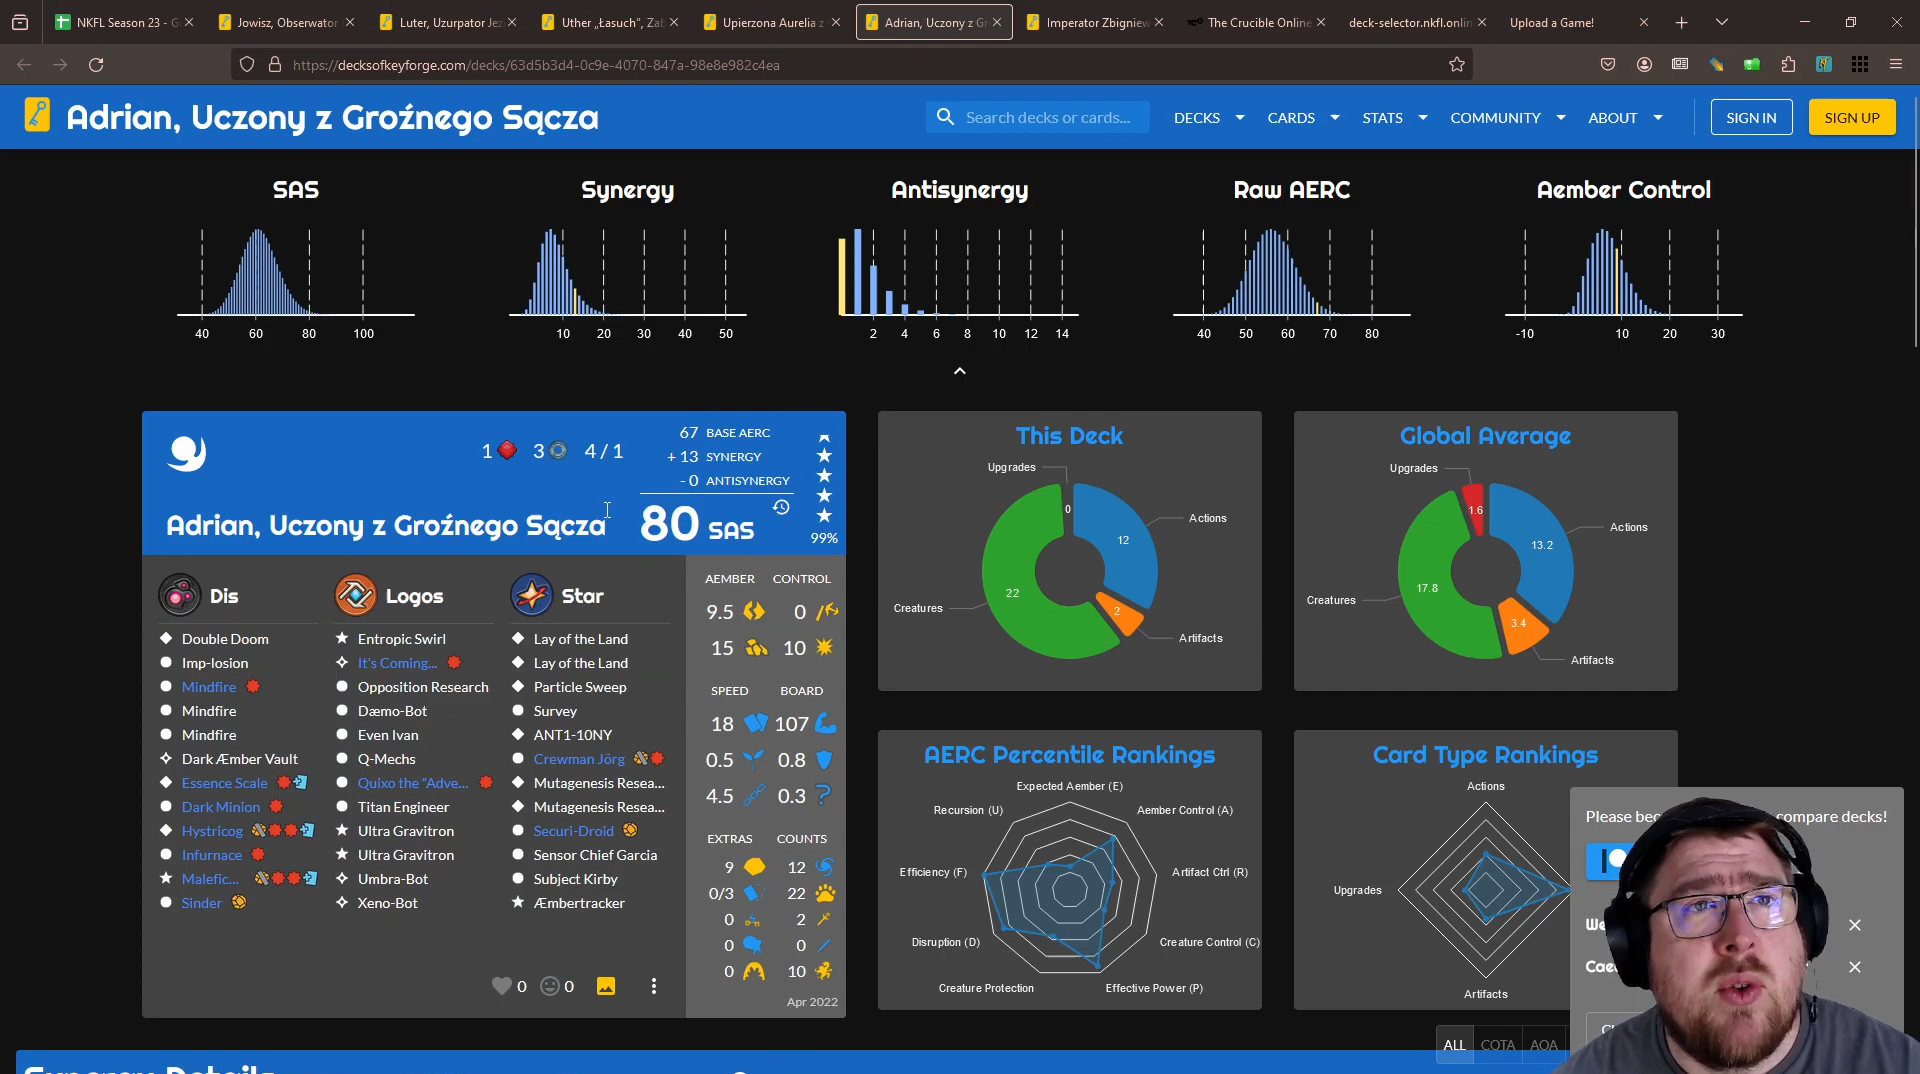 NKFL Season 23 - G
Jowisz, Obserwator
Luter, Uzurpator Je
Uther „Łasuch”, Zab
Upierzona Aurelia z
Adrian, Uczony z Gr
Imperator Zbigniew
The Crucible Online
deck-selector.nkfl.onlin
Upload a Game!
https://decksofkeyforge.com/decks/63d5b3d4-0c9e-4070-847a-98e8e982c4ea
Adrian, Uczony z Groźnego Sącza
Search decks or cards...
DECKS
CARDS
STATS
COMMUNITY
ABOUT
SIGN IN
SIGN UP
SAS
Synergy
Antisynergy
Raw AERC
Aember Control
40 60 80 100
10 20 30 40 50
2 4 6 8 10 12 14
40 50 60 70 80
-10 10 20 30
1 3 4 / 1
67 BASE AERC
+ 13 SYNERGY
- 0 ANTISYNERGY
Adrian, Uczony z Groźnego Sącza
80 SAS
99%
Dis
Double Doom
Imp-losion
Mindfire
Mindfire
Mindfire
Dark Æmber Vault
Essence Scale
Dark Minion
Hystricog
Infurnace
Malefic...
Sinder
Logos
Entropic Swirl
It's Coming...
Opposition Research
Dæmo-Bot
Even Ivan
Q-Mechs
Quixo the "Adve...
Titan Engineer
Ultra Gravitron
Ultra Gravitron
Umbra-Bot
Xeno-Bot
Star
Lay of the Land
Lay of the Land
Particle Sweep
Survey
ANT1-10NY
Crewman Jörg
Mutagenesis Resea...
Mutagenesis Resea...
Securi-Droid
Sensor Chief Garcia
Subject Kirby
Æmbertracker
AEMBER CONTROL
9.5 0
15 10
SPEED BOARD
18 107
0.5 0.8
4.5 0.3
EXTRAS COUNTS
9 12
0/3 22
0 2
0 0
0 10
Apr 2022
0 0
This Deck
Upgrades
0
Actions
12
Creatures
22
2
Artifacts
Global Average
Upgrades
1.6
Actions
13.2
Creatures
17.8
3.4
Artifacts
AERC Percentile Rankings
Expected Aember (E)
Recursion (U)
Aember Control (A)
Efficiency (F)
Artifact Ctrl (R)
Disruption (D)
Creature Control (C)
Creature Protection
Effective Power (P)
Card Type Rankings
Actions
Upgrades
Artifacts
Please bec
compare decks!
ALL COTA AOA
Synergy Details